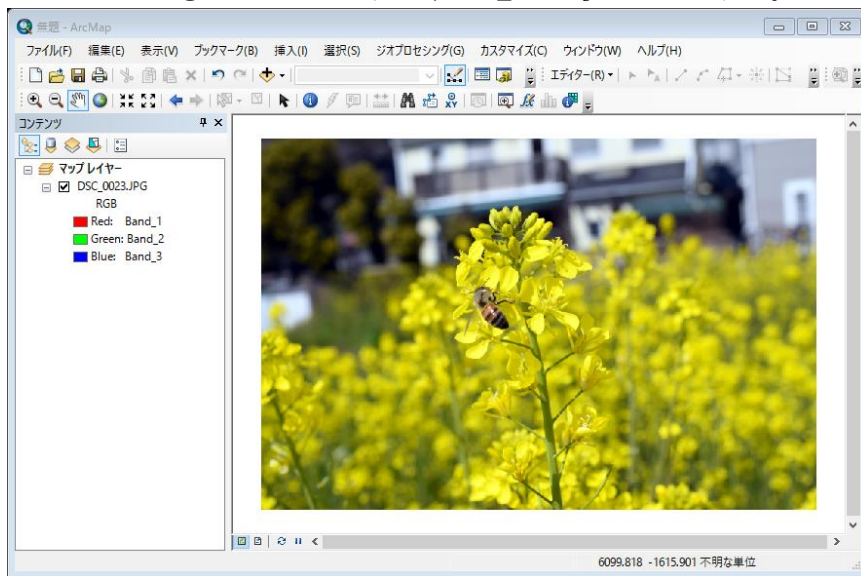 無題 - ArcMap
ファイル(F) 編集(E) 表示(V) ブックマーク(B) 挿入(I) 選択(S) ジオプロセシング(G) カスタマイズ(C) ウィンドウ(W) ヘルプ(H)
エディター(R)
コンテンツ
マップ レイヤー
DSC_0023.JPG
RGB
Red: Band_1
Green: Band_2
Blue: Band_3
6099.818 -1615.901 不明な単位